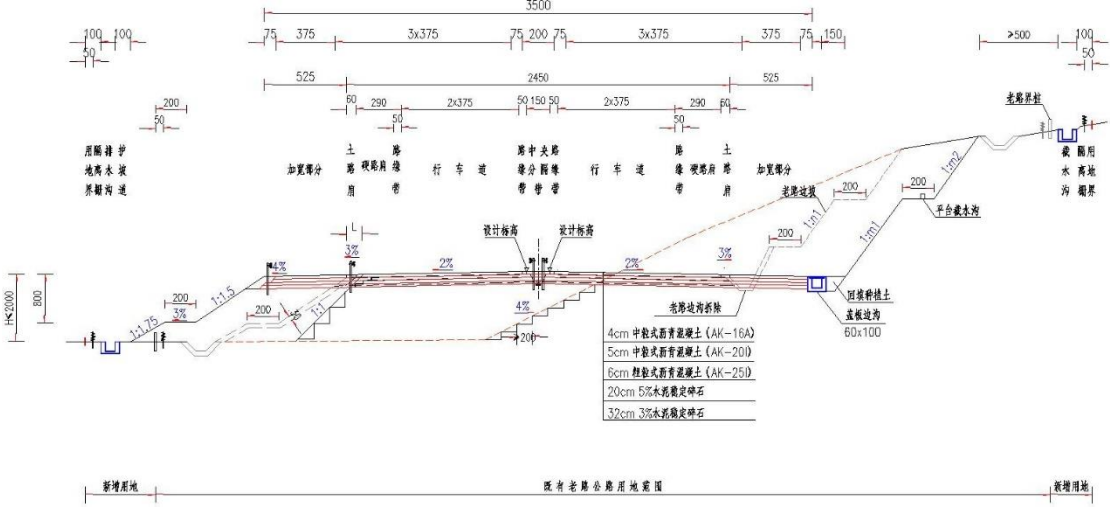 3500
100 100 75 375 3x375 75 200 75 3x375 375 75 150 ≥500 100
50 50
525 2450 525
200 60 290 2x375 50 150 50 2x375 290 60
50 50 50
老路界桩
用地界
隔离栅
排水沟
护坡道
加宽部分
土路肩
硬路肩
路缘带
行车道
路缘带
中央分隔带
路缘带
行车道
路缘带
硬路肩
土路肩
加宽部分
截水沟
隔离栅
用地界
1:m2
200 200
老路边坡
平台截水沟
1:n1
1:m1
L
设计标高 设计标高
200
4% 3% 2% 2% 3%
H<2000
800
200
1:1.5
3%
1:1.75
200
1:1
4%
≥200
回填种植土
盖板边沟
60x100
老路边沟拆除
4cm 中粒式沥青混凝土(AK-16A)
5cm 中粒式沥青混凝土(AK-20I)
6cm 粗粒式沥青混凝土(AK-25I)
20cm 5%水泥稳定碎石
32cm 3%水泥稳定碎石
新增用地 既有老路公路用地范围 新增用地